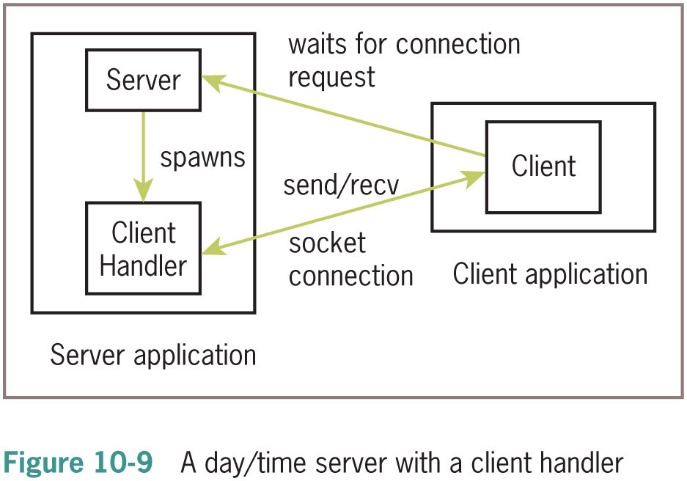 Server
waits for connection
request
spawns
Client
send/recv
Client
Handler
socket
connection
Client application
Server application
Figure 10-9 A day/time server with a client handler